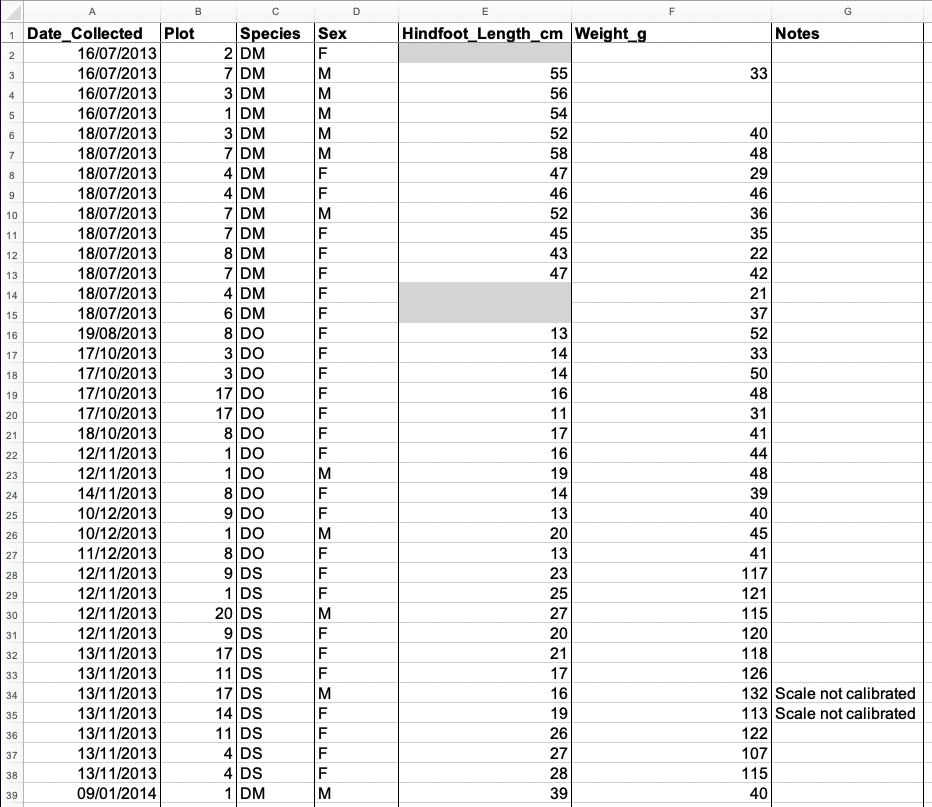 A B C D E F G
1 Date_Collected Plot Species Sex Hindfoot_Length_cm Weight_g Notes
2 16/07/2013 2 DM F
3 16/07/2013 7 DM M 55 33
4 16/07/2013 3 DM M 56
5 16/07/2013 1 DM M 54
6 18/07/2013 3 DM M 52 40
7 18/07/2013 7 DM M 58 48
8 18/07/2013 4 DM F 47 29
9 18/07/2013 4 DM F 46 46
10 18/07/2013 7 DM M 52 36
11 18/07/2013 7 DM F 45 35
12 18/07/2013 8 DM F 43 22
13 18/07/2013 7 DM F 47 42
14 18/07/2013 4 DM F 21
15 18/07/2013 6 DM F 37
16 19/08/2013 8 DO F 13 52
17 17/10/2013 3 DO F 14 33
18 17/10/2013 3 DO F 14 50
19 17/10/2013 17 DO F 16 48
20 17/10/2013 17 DO F 11 31
21 18/10/2013 8 DO F 17 41
22 12/11/2013 1 DO F 16 44
23 12/11/2013 1 DO M 19 48
24 14/11/2013 8 DO F 14 39
25 10/12/2013 9 DO F 13 40
26 10/12/2013 1 DO M 20 45
27 11/12/2013 8 DO F 13 41
28 12/11/2013 9 DS F 23 117
29 12/11/2013 1 DS F 25 121
30 12/11/2013 20 DS M 27 115
31 12/11/2013 9 DS F 20 120
32 13/11/2013 17 DS F 21 118
33 13/11/2013 11 DS F 17 126
34 13/11/2013 17 DS M 16 132 Scale not calibrated
35 13/11/2013 14 DS F 19 113 Scale not calibrated
36 13/11/2013 11 DS F 26 122
37 13/11/2013 4 DS F 27 107
38 13/11/2013 4 DS F 28 115
39 09/01/2014 1 DM M 39 40